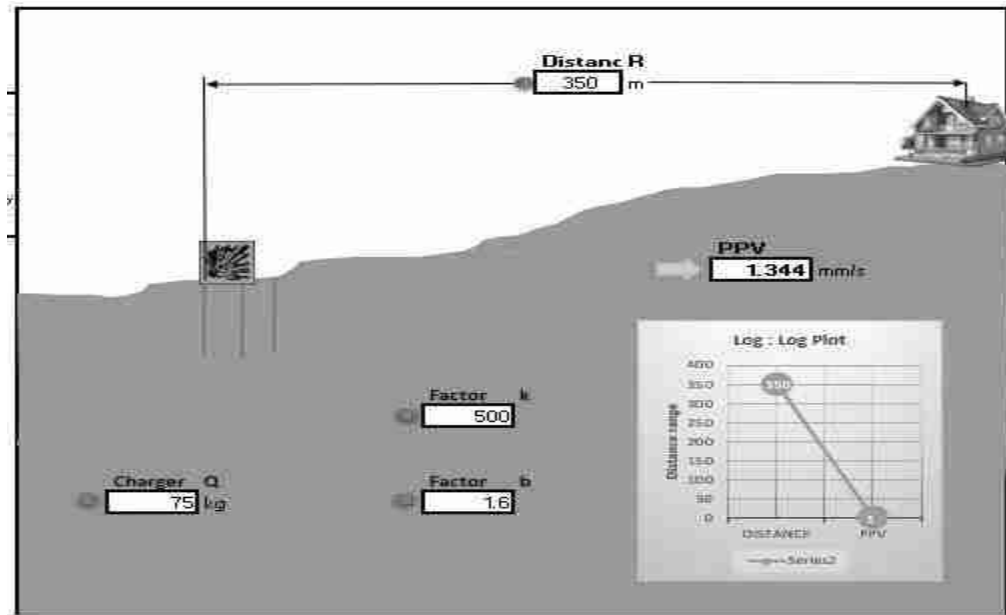 Distanc R
350 m
PPV
1.344 mm/s
Log : Log Plot
400
350
300
250
200
150
100
50
0
Distance range
350
DISTANCE PPV
Series2
Factor k
500
Charger Q
75 kg
Factor b
1.6